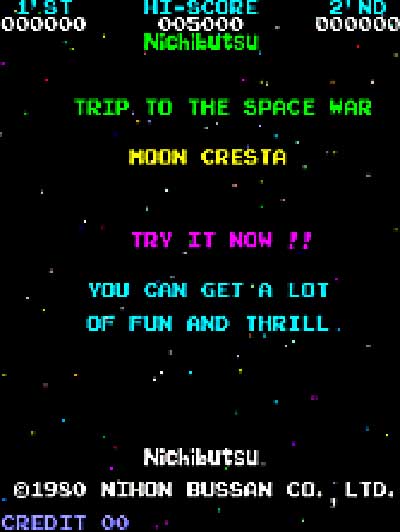 1'ST HI-SCORE 2'ND
000000 005000 000000
Nichibutsu
TRIP TO THE SPACE WAR
MOON CRESTA
TRY IT NOW !!
YOU CAN GET A LOT
OF FUN AND THRILL.
Nichibutsu
©1980 NIHON BUSSAN CO., LTD.
CREDIT 00